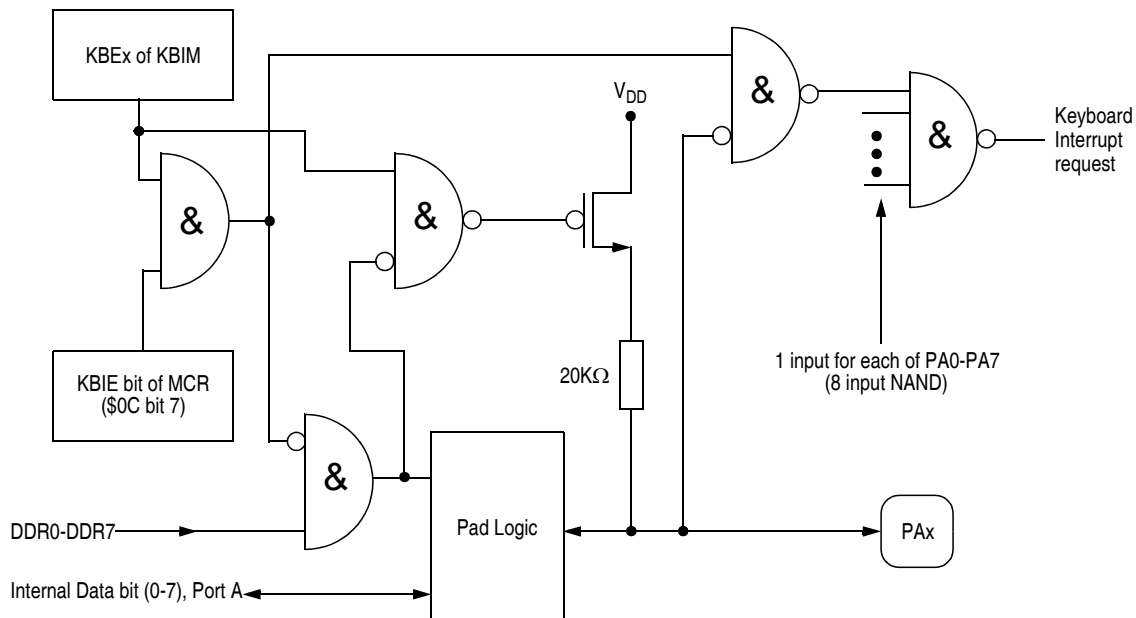 KBEx of KBIM
&
V_DD
&
Keyboard
Interrupt
request
&
&
&
1 input for each of PA0-PA7
(8 input NAND)
KBIE bit of MCR
($0C bit 7)
20KΩ
&
DDR0-DDR7
Pad Logic
PAx
Internal Data bit (0-7), Port A